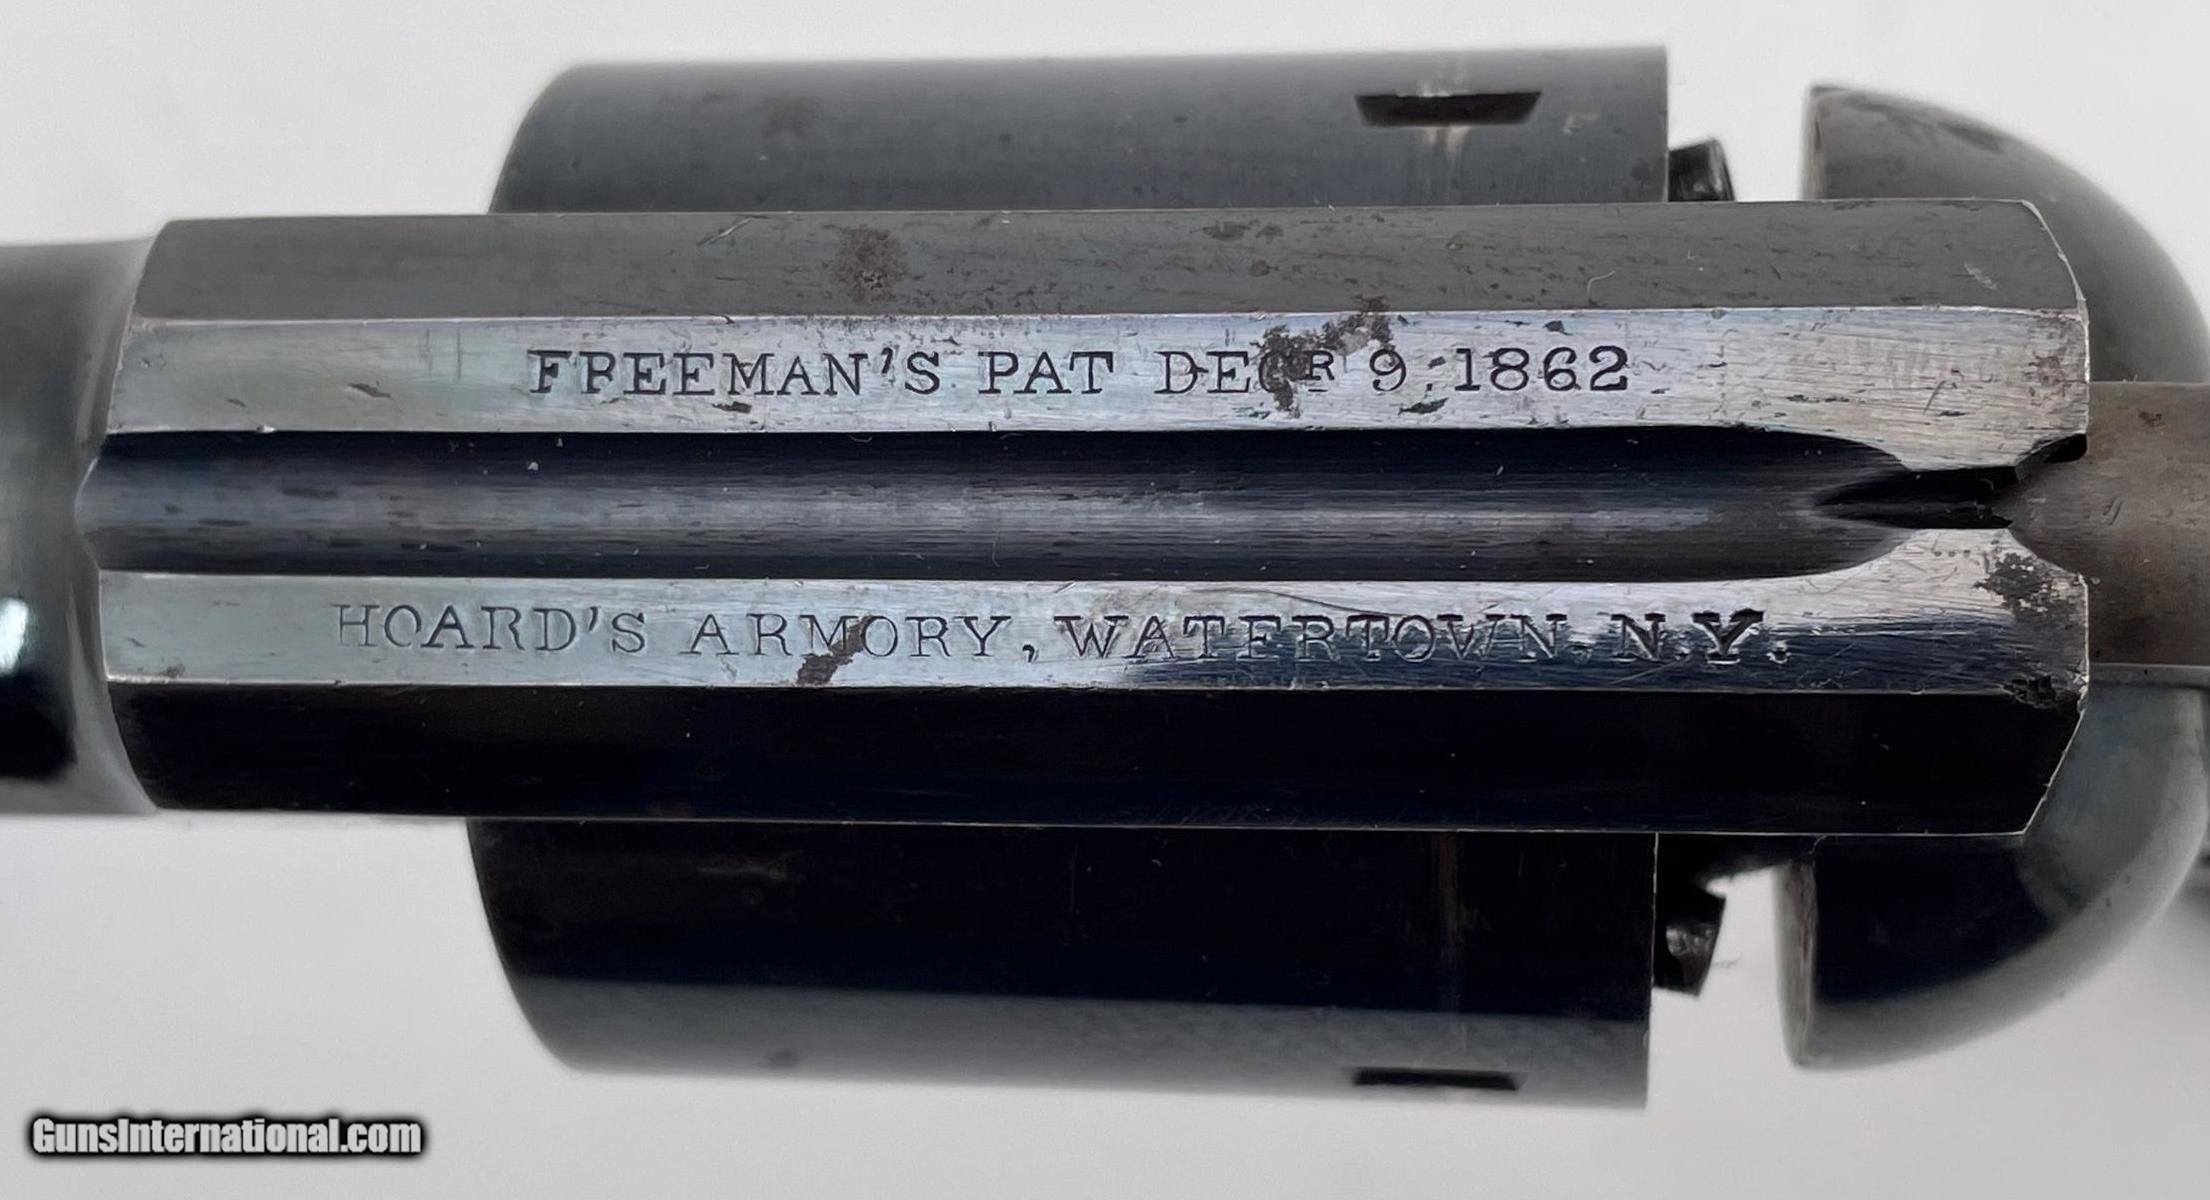 FREEMAN'S PAT DECR 9, 1862
HOARD'S ARMORY, WATERTOWN. N.Y.
GunsInternational.com